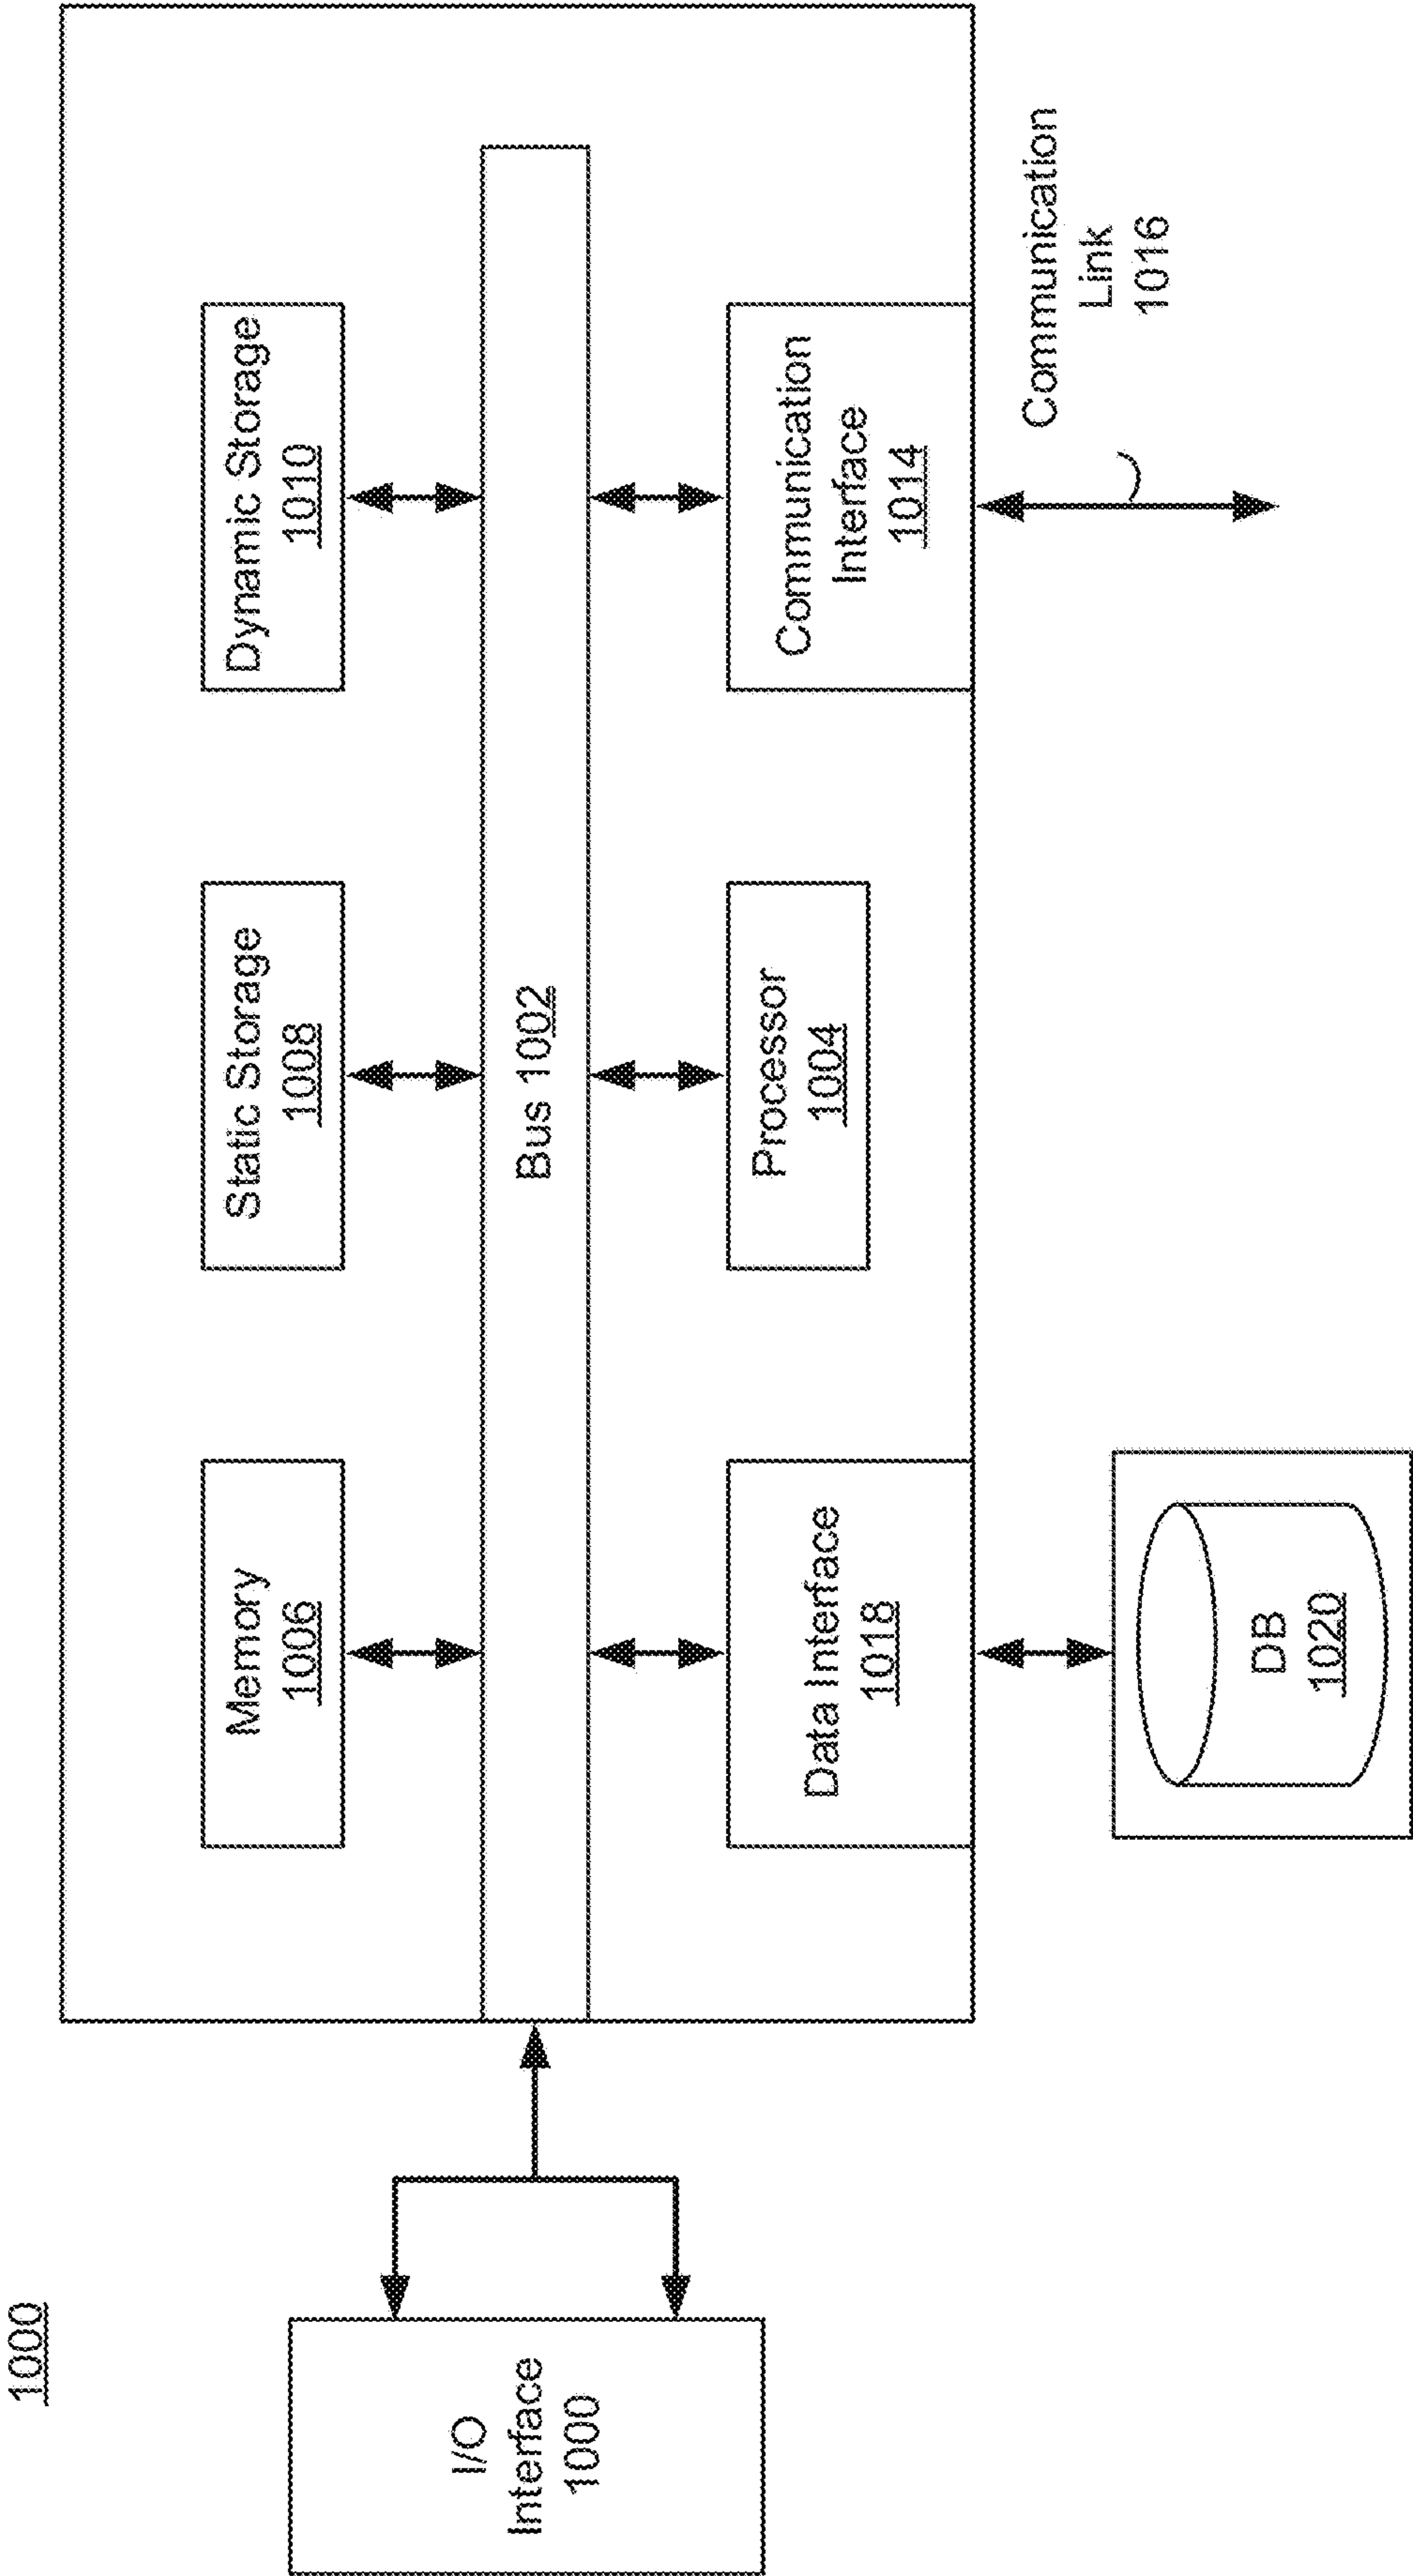 1000
Memory
1006
Static Storage
1008
Dynamic Storage
1010
I/O
Interface
1000
Bus 1002
Data Interface
1018
Processor
1004
Communication
Interface
1014
DB
1020
Communication
Link
1016